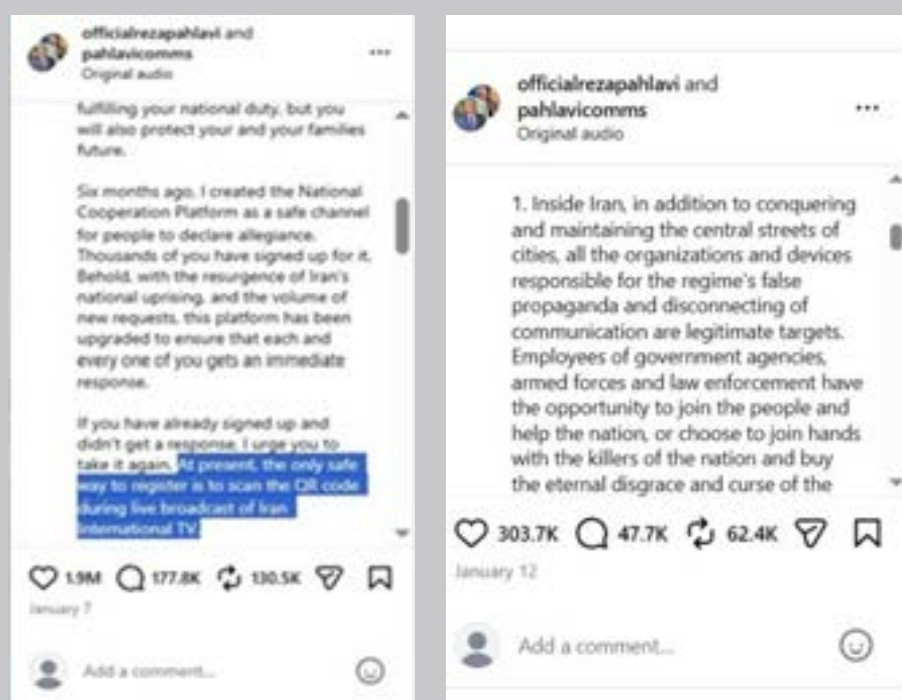 officialrezapahlavi and
pahlavicomms
Original audio
fulfilling your national duty, but you
will also protect your and your families
future.
Six months ago, I created the National
Cooperation Platform as a safe channel
for people to declare allegiance.
Thousands of you have signed up for it.
Behold, with the resurgence of Iran's
national uprising, and the volume of
new requests, this platform has been
upgraded to ensure that each and
every one of you gets an immediate
response.
If you have already signed up and
didn't get a response, I urge you to
take it again. At present, the only safe
way to register is to scan the QR code
during live broadcast of Iran
International TV.
1.9M 177.8K 130.5K
January 7
Add a comment...
officialrezapahlavi and
pahlavicomms
Original audio
1. Inside Iran, in addition to conquering
and maintaining the central streets of
cities, all the organizations and devices
responsible for the regime's false
propaganda and disconnecting of
communication are legitimate targets.
Employees of government agencies,
armed forces and law enforcement have
the opportunity to join the people and
help the nation, or choose to join hands
with the killers of the nation and buy
the eternal disgrace and curse of the
303.7K 47.7K 62.4K
January 12
Add a comment...